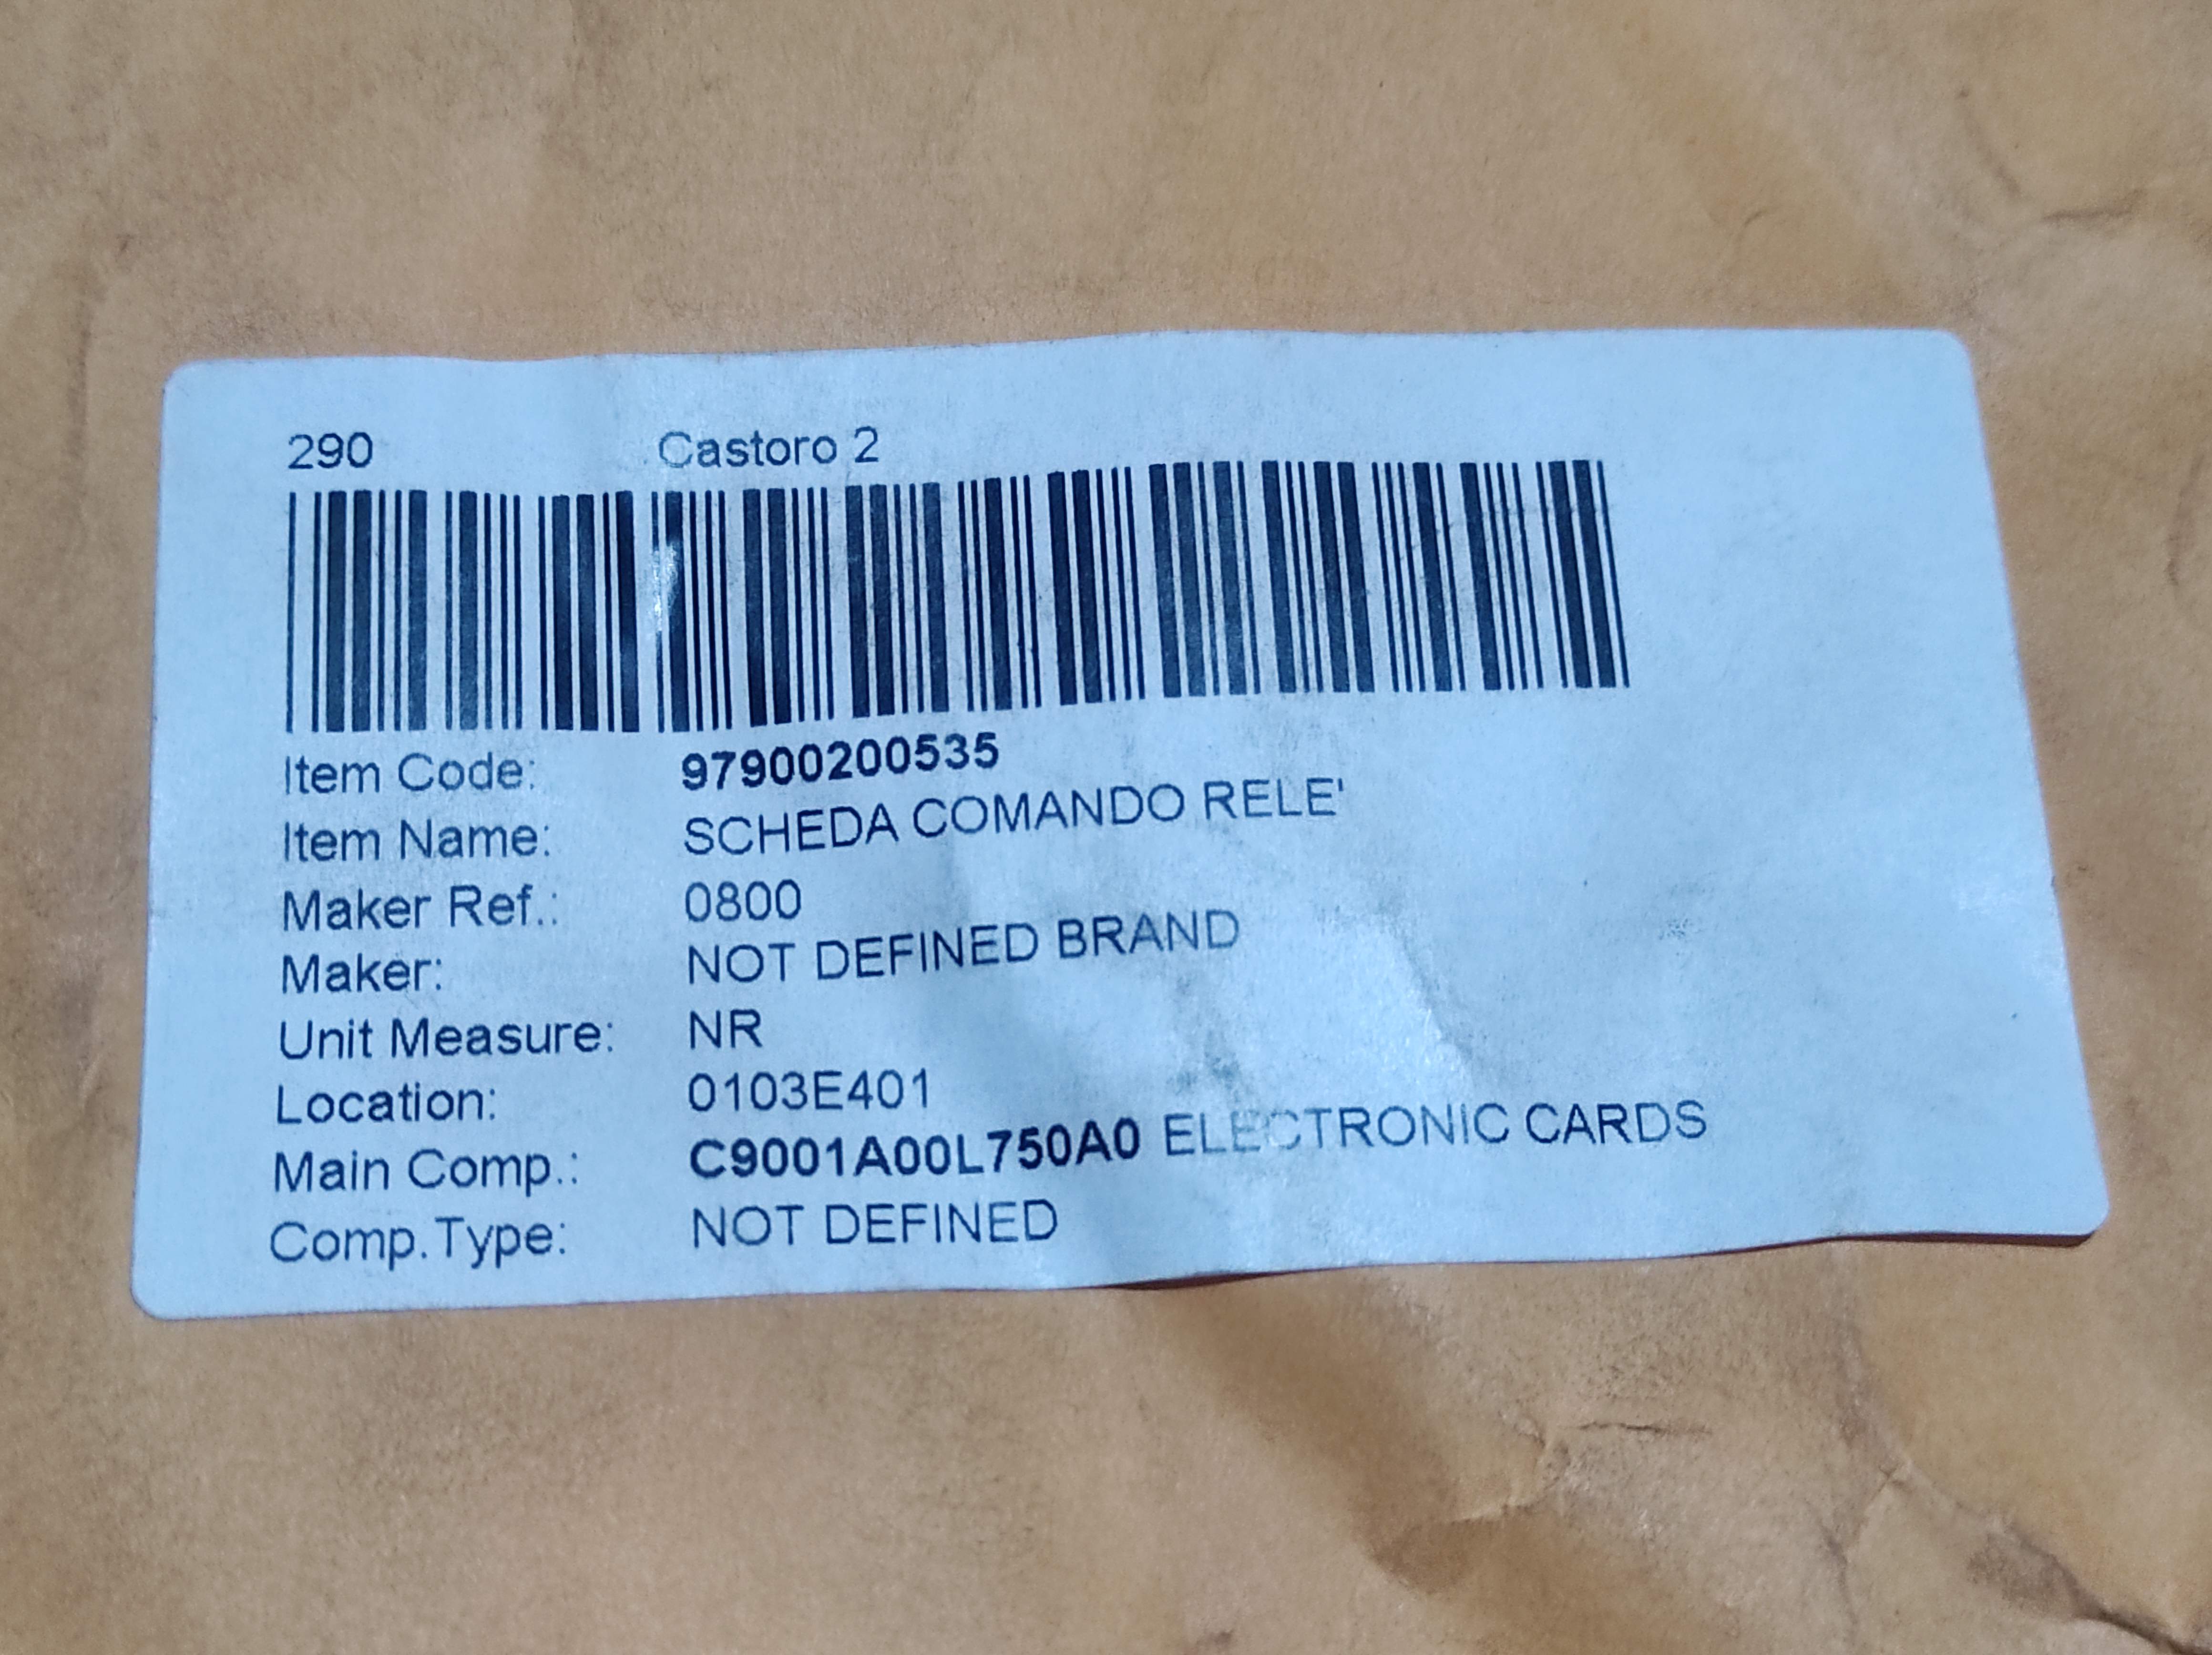 290 Castoro 2
Item Code: 97900200535
Item Name: SCHEDA COMANDO RELE'
Maker Ref.: 0800
Maker: NOT DEFINED BRAND
Unit Measure: NR
Location: 0103E401
Main Comp.: C9001A00L750A0 ELECTRONIC CARDS
Comp.Type: NOT DEFINED